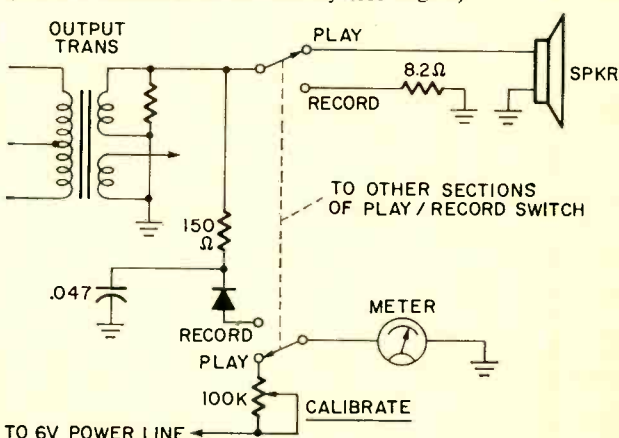 OUTPUT
TRANS
PLAY
8.2Ω
SPKR
RECORD
TO OTHER SECTIONS
OF PLAY / RECORD SWITCH
150
Ω
.047
METER
RECORD
PLAY
100K
CALIBRATE
TO 6V POWER LINE